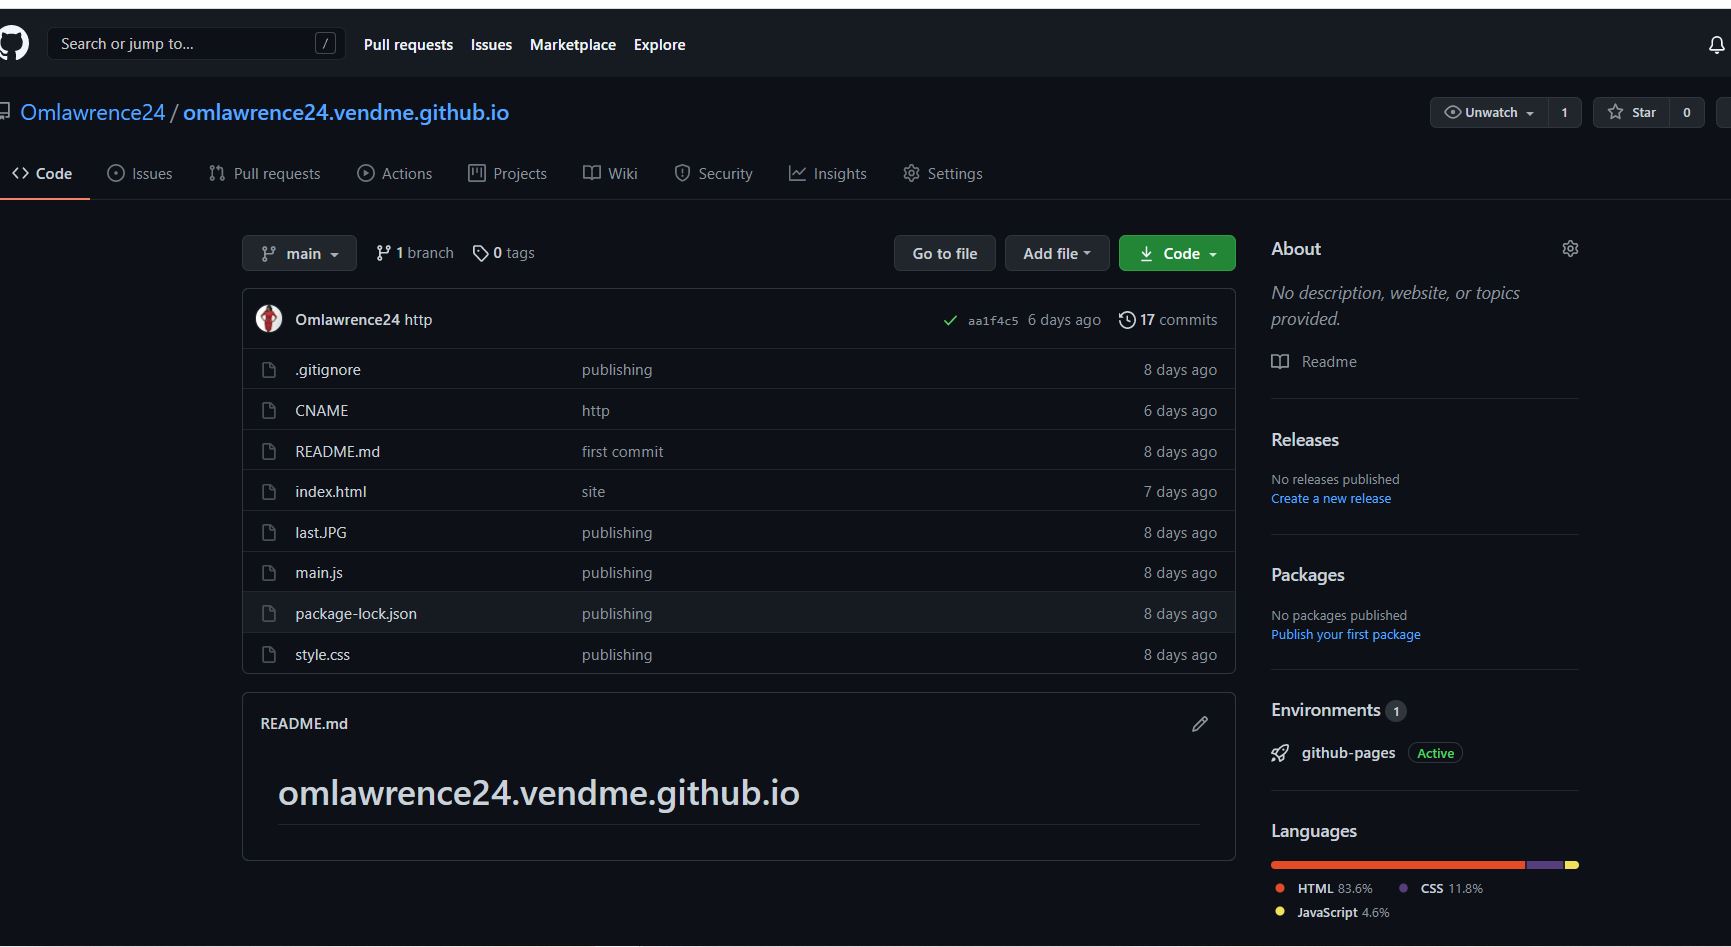 Search or jump to... /
Pull requests Issues Marketplace Explore
Omlawrence24 / omlawrence24.vendme.github.io
Unwatch 1 Star 0
Code Issues Pull requests Actions Projects Wiki Security Insights Settings
main 1 branch 0 tags
Go to file Add file Code
Omlawrence24 http aa1f4c5 6 days ago 17 commits
.gitignore publishing 8 days ago
CNAME http 6 days ago
README.md first commit 8 days ago
index.html site 7 days ago
last.JPG publishing 8 days ago
main.js publishing 8 days ago
package-lock.json publishing 8 days ago
style.css publishing 8 days ago
README.md
omlawrence24.vendme.github.io
About
No description, website, or topics
provided.
Readme
Releases
No releases published
Create a new release
Packages
No packages published
Publish your first package
Environments 1
github-pages Active
Languages
HTML 83.6% CSS 11.8%
JavaScript 4.6%